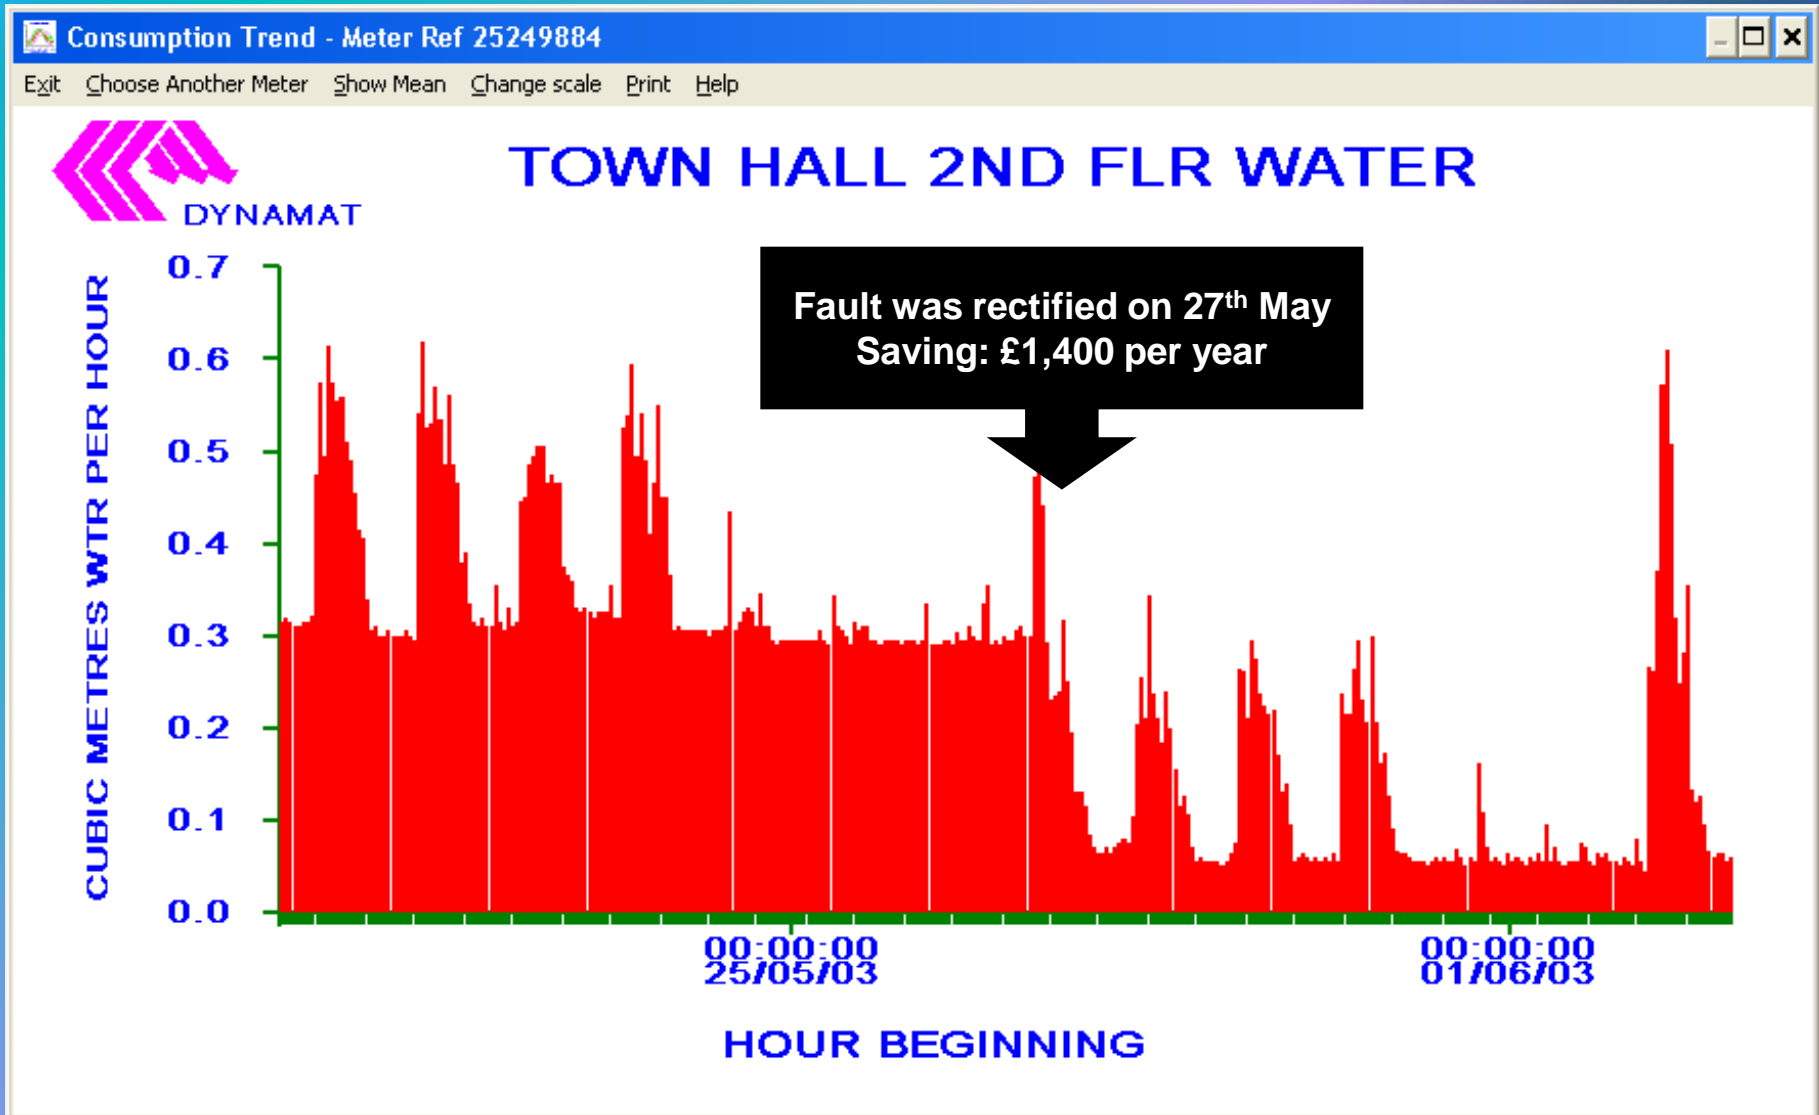 Consumption Trend - Meter Ref 25249884
Exit Choose Another Meter Show Mean Change scale Print Help
DYNAMAT
TOWN HALL 2ND FLR WATER
Fault was rectified on 27th May
Saving: £1,400 per year
CUBIC METRES WTR PER HOUR
0.7
0.6
0.5
0.4
0.3
0.2
0.1
0.0
00:00:00
25/05/03
00:00:00
01/06/03
HOUR BEGINNING